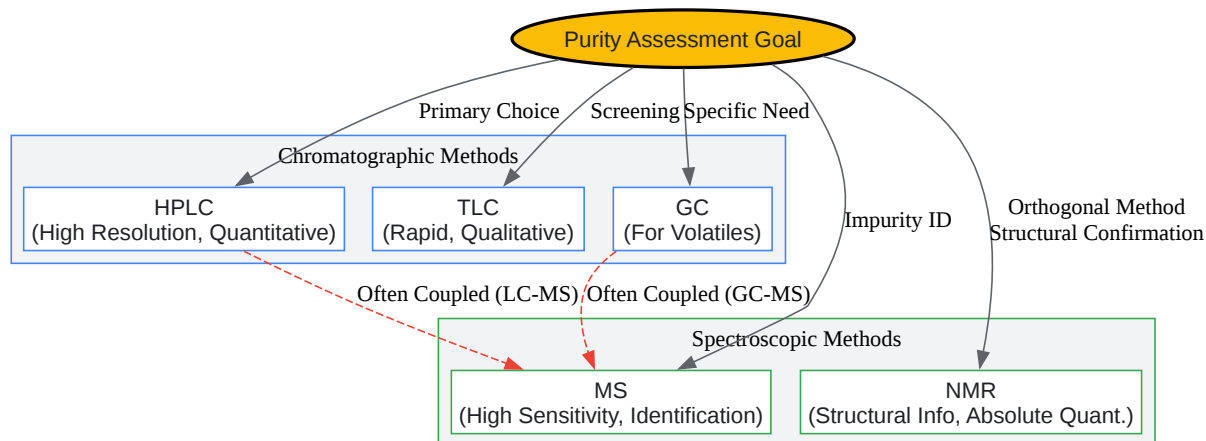 Purity Assessment Goal
Primary Choice
Screening
Specific Need
Chromatographic Methods
HPLC
(High Resolution, Quantitative)
TLC
(Rapid, Qualitative)
GC
(For Volatiles)
Impurity ID
Orthogonal Method
Structural Confirmation
Often Coupled (LC-MS)
Often Coupled (GC-MS)
Spectroscopic Methods
MS
(High Sensitivity, Identification)
NMR
(Structural Info, Absolute Quant.)